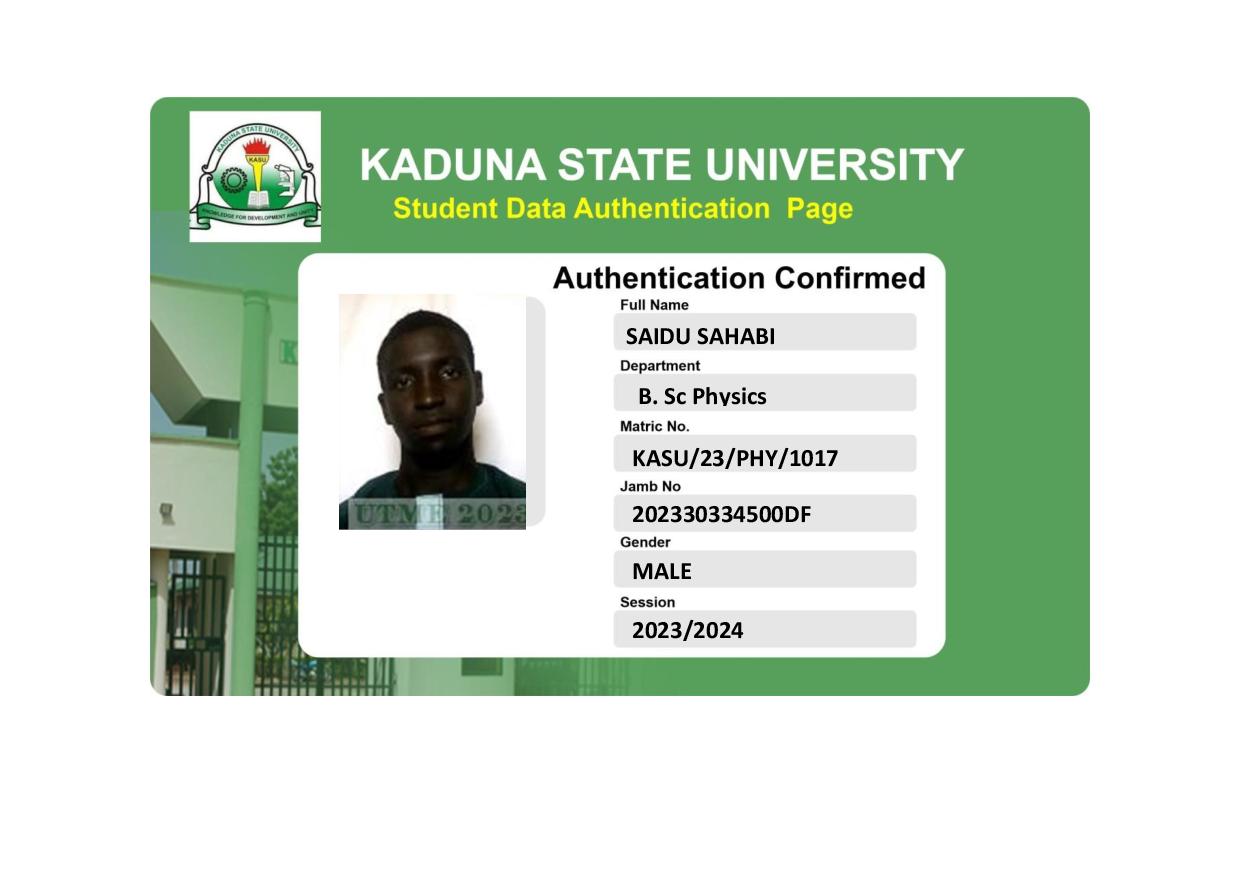 KADUNA STATE UNIVERSITY
KASU
KNOWLEDGE FOR DEVELOPMENT AND UNITY
KADUNA STATE UNIVERSITY
Student Data Authentication Page
Authentication Confirmed
Full Name
SAIDU SAHABI
Department
B. Sc Physics
Matric No.
KASU/23/PHY/1017
Jamb No
202330334500DF
Gender
MALE
Session
2023/2024
UTME 2023
K